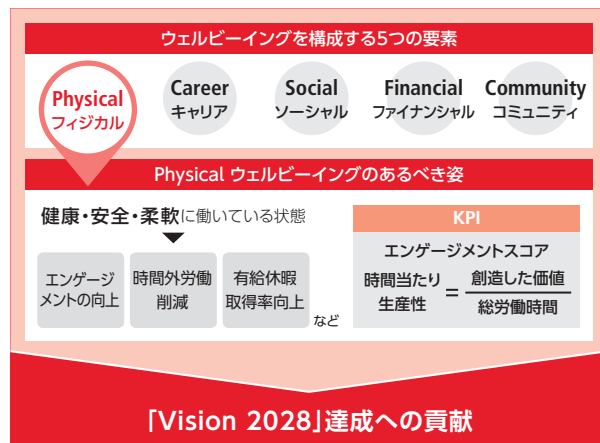 ウェルビーイングを構成する5つの要素
Physical
フィジカル
Career
キャリア
Social
ソーシャル
Financial
ファイナンシャル
Community
コミュニティ
Physical ウェルビーイングのあるべき姿
健康・安全・柔軟に働いている状態
エンゲージ
メントの向上
時間外労働
削減
有給休暇
取得率向上
など
KPI
エンゲージメントスコア
時間当たり
生産性
=
創造した価値
総労働時間
「Vision 2028」達成への貢献